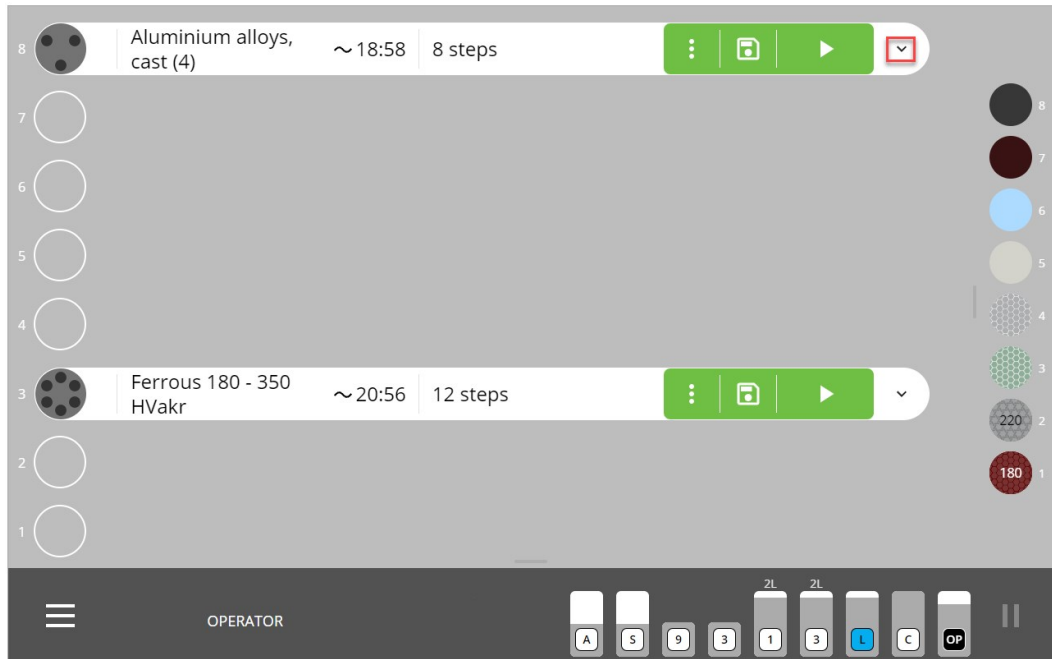 8 Aluminium alloys, cast (4) ~18:58 8 steps
7
6
5
4
3 Ferrous 180 - 350 HVakr ~20:56 12 steps
2
1
8
7
6
5
4
3
220 2
180 1
OPERATOR
2L 2L
A S 9 3 1 3 L C OP